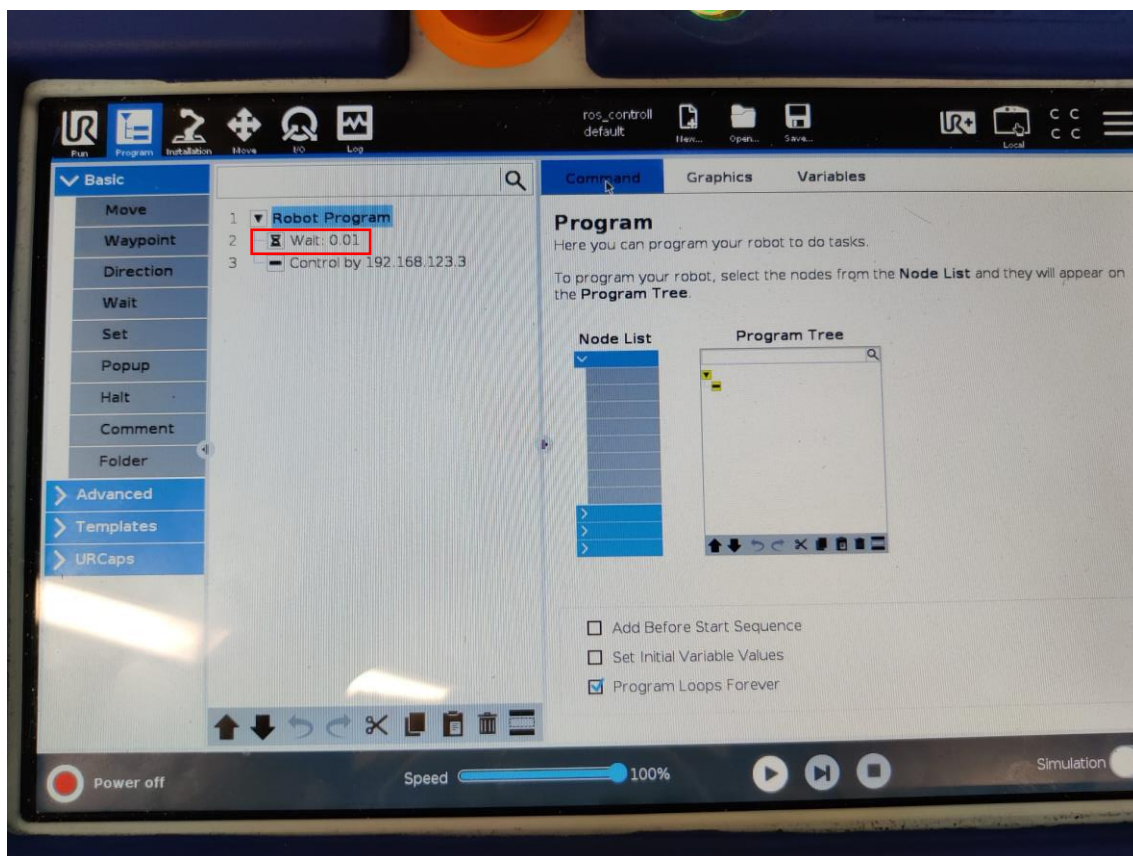 UR
Run
Program
Installation
Move
I/O
Log
ros_controll
default
New...
Open...
Save...
UR+
Local
C C
C C
Basic
Move
Waypoint
Direction
Wait
Set
Popup
Halt
Comment
Folder
Advanced
Templates
URCaps
1 Robot Program
2 Wait: 0.01
3 Control by 192.168.123.3
Command Graphics Variables
Program
Here you can program your robot to do tasks.
To program your robot, select the nodes from the Node List and they will appear on
the Program Tree.
Node List Program Tree
Add Before Start Sequence
Set Initial Variable Values
Program Loops Forever
Power off
Speed 100%
Simulation